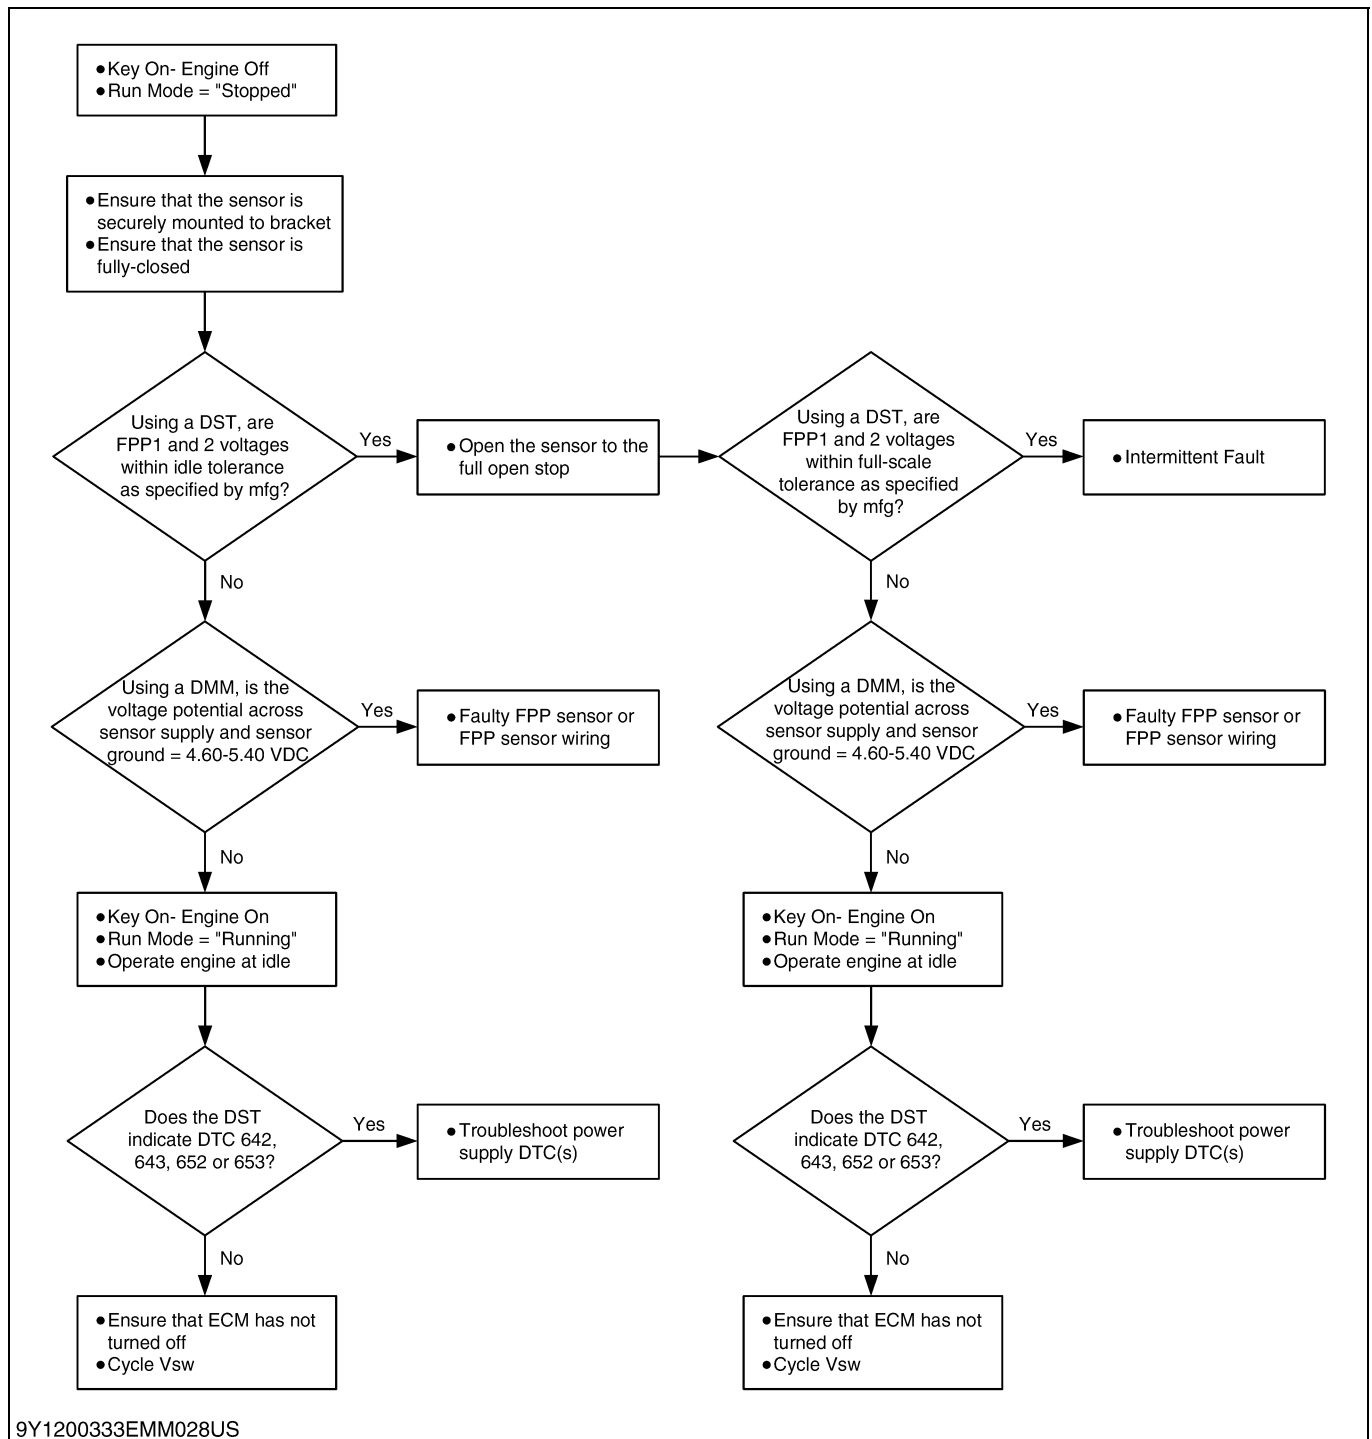 ●Key On- Engine Off
●Run Mode = "Stopped"
●Ensure that the sensor is
securely mounted to bracket
●Ensure that the sensor is
fully-closed
Using a DST, are
FPP1 and 2 voltages
within idle tolerance
as specified by mfg?
Yes
●Open the sensor to the
full open stop
Using a DST, are
FPP1 and 2 voltages
within full-scale
tolerance as specified
by mfg?
Yes
●Intermittent Fault
No
No
Using a DMM, is the
voltage potential across
sensor supply and sensor
ground = 4.60-5.40 VDC
Yes
●Faulty FPP sensor or
FPP sensor wiring
Using a DMM, is the
voltage potential across
sensor supply and sensor
ground = 4.60-5.40 VDC
Yes
●Faulty FPP sensor or
FPP sensor wiring
No
No
●Key On- Engine On
●Run Mode = "Running"
●Operate engine at idle
●Key On- Engine On
●Run Mode = "Running"
●Operate engine at idle
Does the DST
indicate DTC 642,
643, 652 or 653?
Yes
●Troubleshoot power
supply DTC(s)
Does the DST
indicate DTC 642,
643, 652 or 653?
Yes
●Troubleshoot power
supply DTC(s)
No
No
●Ensure that ECM has not
turned off
●Cycle Vsw
●Ensure that ECM has not
turned off
●Cycle Vsw
9Y1200333EMM028US